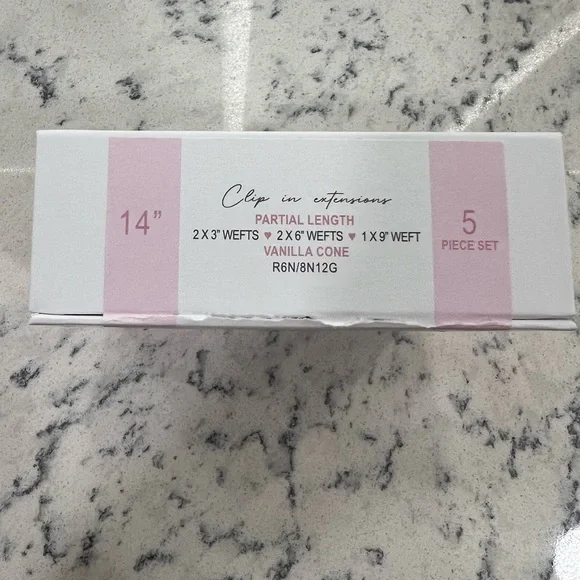 14”
Clip in extensions
PARTIAL LENGTH
2 X 3” WEFTS ♥ 2 X 6” WEFTS ♥ 1 X 9” WEFT
VANILLA CONE
R6N/8N12G
5
PIECE SET